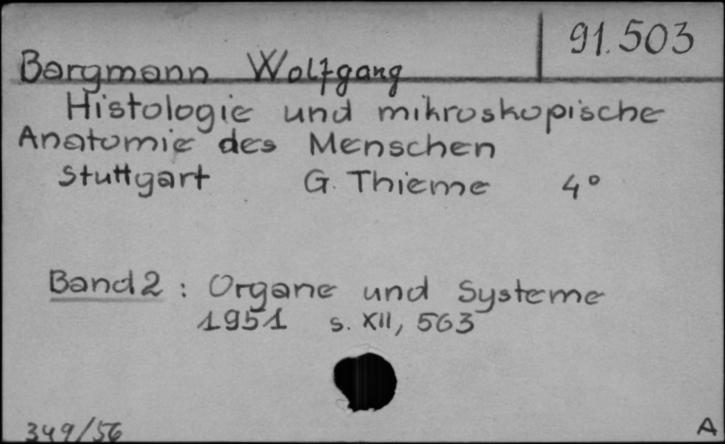 91.503
Bargmann Wolfgang
Histologie und mikroskopische
Anatomie des Menschen
Stuttgart G. Thieme 4°
Band 2 : Organe und Systeme
1951 s. XII, 563
349/56
A